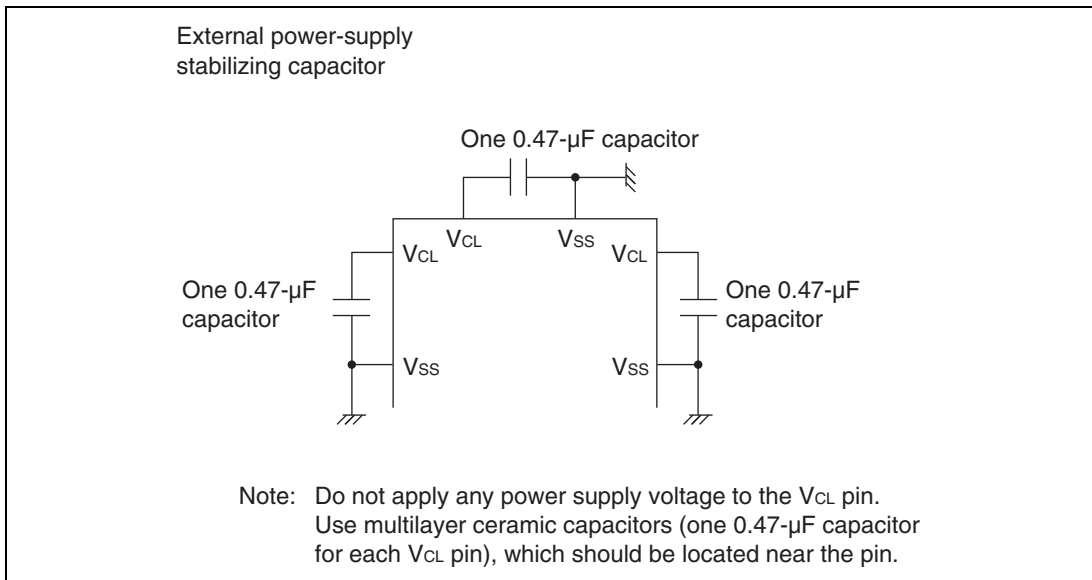 External power-supply
stabilizing capacitor
One 0.47-µF capacitor
VCL
VSS
VCL
VCL
One 0.47-µF
capacitor
One 0.47-µF
capacitor
VSS
VSS
Note: Do not apply any power supply voltage to the VCL pin.
Use multilayer ceramic capacitors (one 0.47-µF capacitor
for each VCL pin), which should be located near the pin.